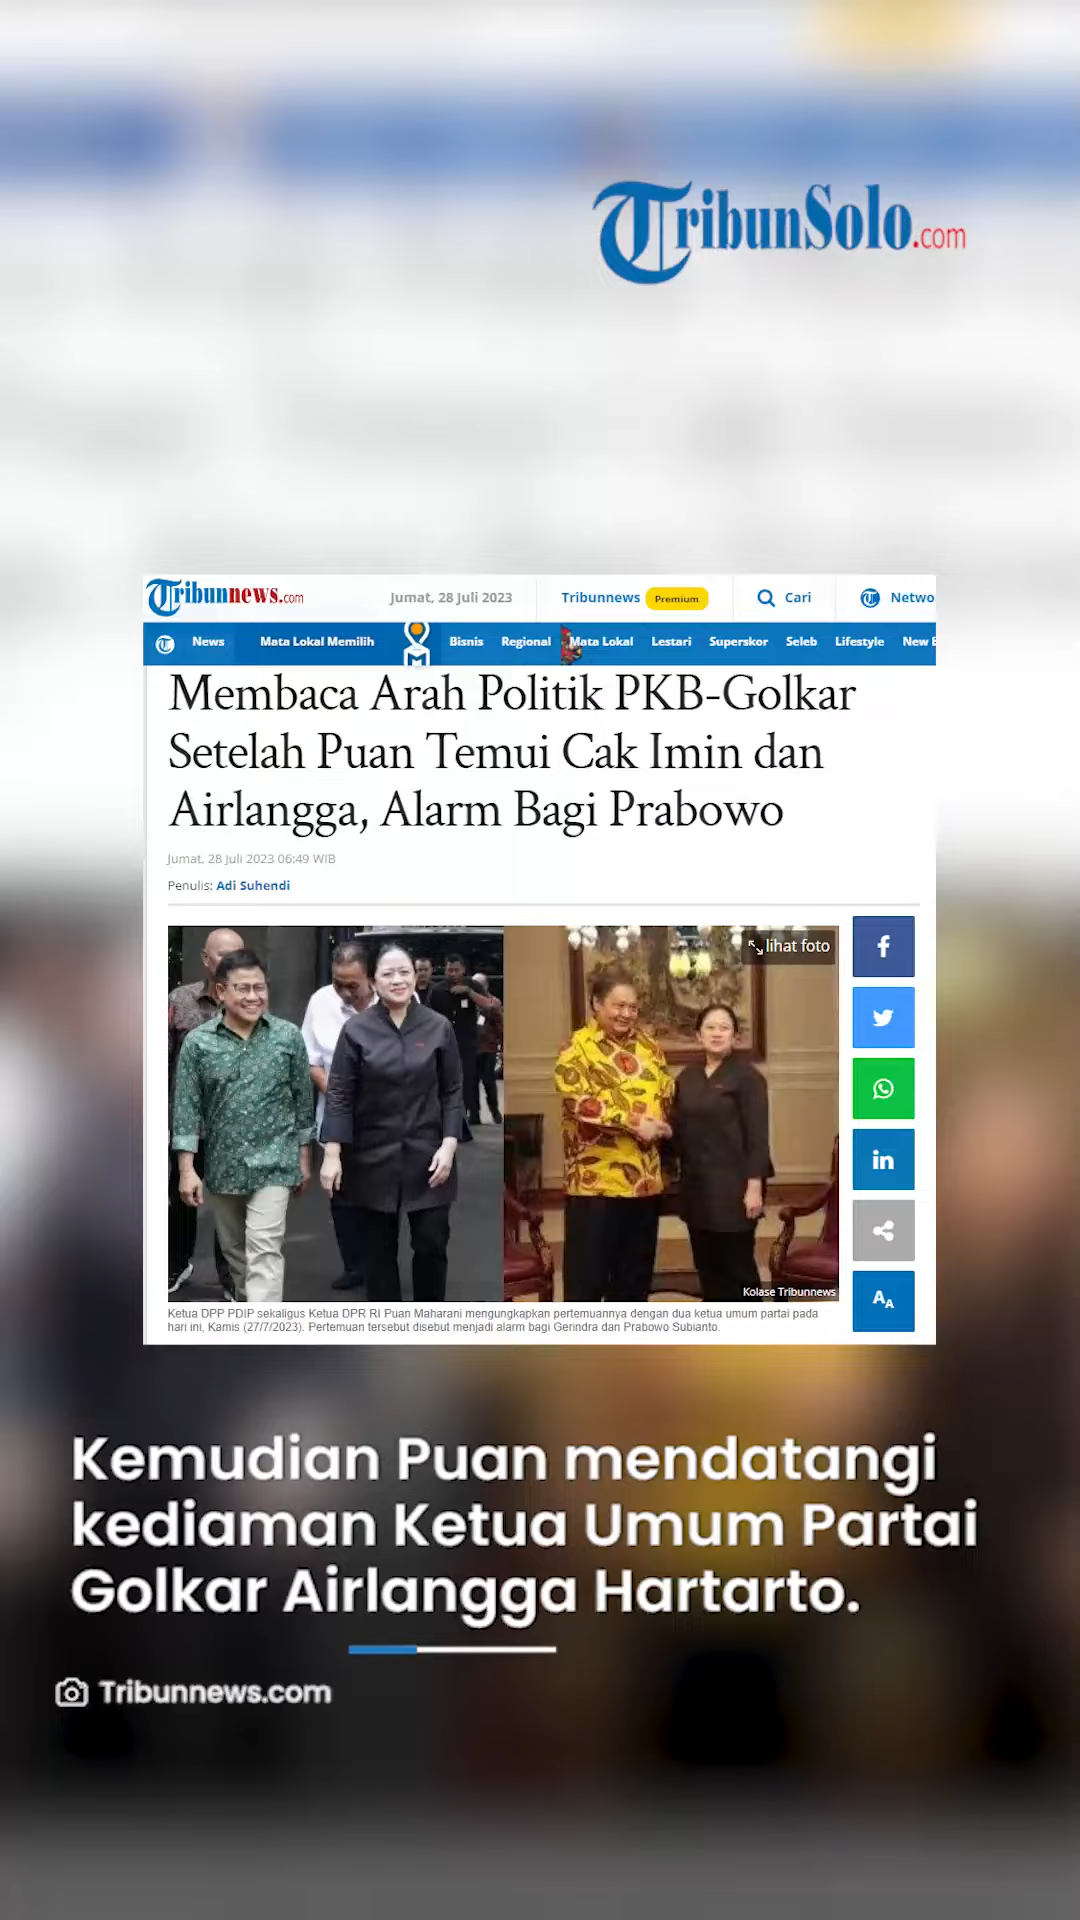 TribunSolo.com
Tribunnews.com
Jumat, 28 Juli 2023
Tribunnews Premium
Cari
Netwo
News
Mata Lokal Memilih
Bisnis
Regional
Mata Lokal
Lestari
Superskor
Seleb
Lifestyle
New
Membaca Arah Politik PKB-Golkar
Setelah Puan Temui Cak Imin dan
Airlangga, Alarm Bagi Prabowo
Jumat, 28 Juli 2023 06:49 WIB
Penulis: Adi Suhendi
lihat foto
Kolase Tribunnews
Ketua DPP PDIP sekaligus Ketua DPR RI Puan Maharani mengungkapkan pertemuannya dengan dua ketua umum partai pada
hari ini, Kamis (27/7/2023). Pertemuan tersebut disebut menjadi alarm bagi Gerindra dan Prabowo Subianto.
Kemudian Puan mendatangi
kediaman Ketua Umum Partai
Golkar Airlangga Hartarto.
Tribunnews.com